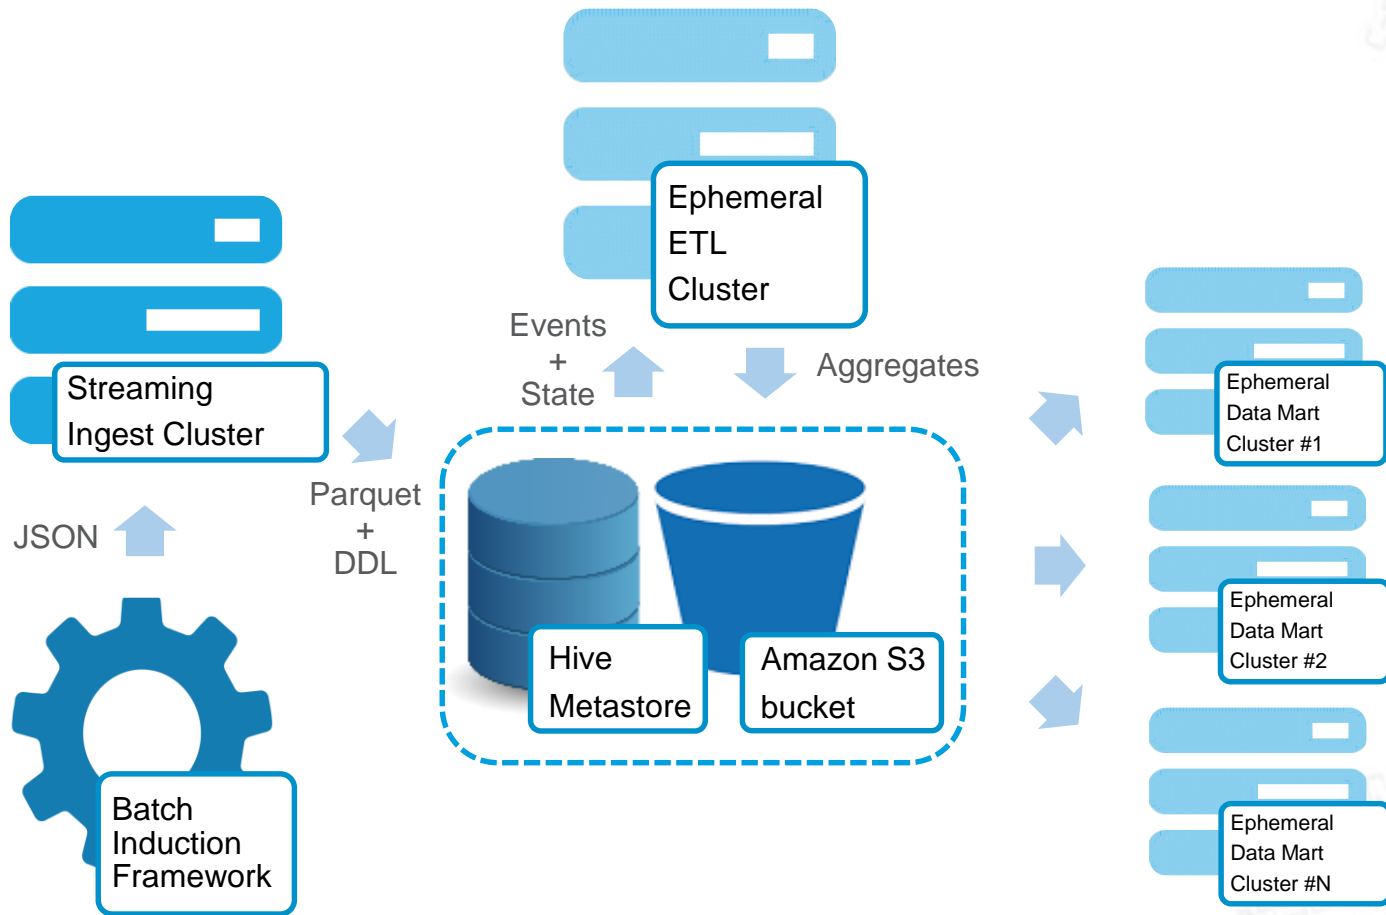 Ephemeral
ETL
Cluster
Streaming
Ingest Cluster
Events
+
State
Aggregates
Parquet
+
DDL
JSON
Batch
Induction
Framework
Hive
Metastore
Amazon S3
bucket
Ephemeral
Data Mart
Cluster #1
Ephemeral
Data Mart
Cluster #2
Ephemeral
Data Mart
Cluster #N